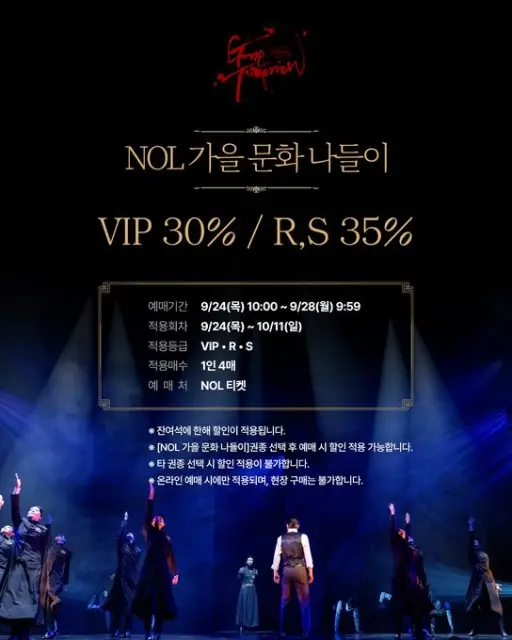 Gone
Tomorrow
NOL 가을 문화 나들이
VIP 30% / R,S 35%
예매기간 9/24(목) 10:00 ~ 9/28(월) 9:59
적용회차 9/24(목) ~ 10/11(일)
적용등급 VIP • R • S
적용매수 1인 4매
예 매 처 NOL 티켓
※ 잔여석에 한해 할인이 적용됩니다.
※ [NOL 가을 문화 나들이]권종 선택 후 예매 시 할인 적용 가능합니다.
※ 타 권종 선택 시 할인 적용이 불가합니다.
※ 온라인 예매 시에만 적용되며, 현장 구매는 불가합니다.